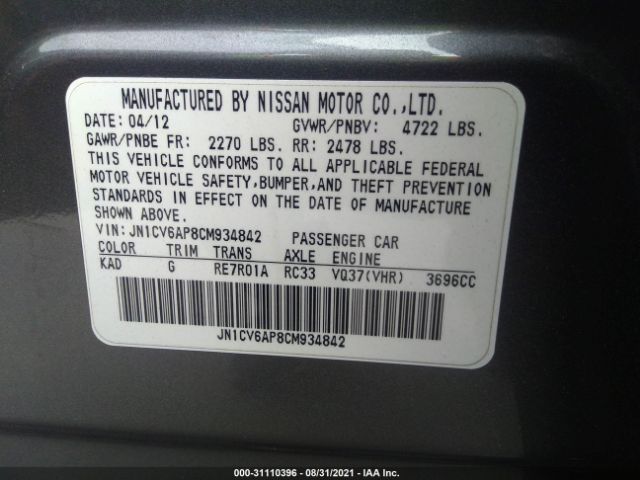 MANUFACTURED BY NISSAN MOTOR CO.,LTD.
DATE: 04/12 GVWR/PNBV: 4722 LBS.
GAWR/PNBE FR: 2270 LBS. RR: 2478 LBS.
THIS VEHICLE CONFORMS TO ALL APPLICABLE FEDERAL
MOTOR VEHICLE SAFETY,BUMPER,AND THEFT PREVENTION
STANDARDS IN EFFECT ON THE DATE OF MANUFACTURE
SHOWN ABOVE.
VIN: JN1CV6AP8CM934842 PASSENGER CAR
COLOR TRIM TRANS AXLE ENGINE
KAD G RE7R01A RC33 VQ37(VHR) 3696CC
JN1CV6AP8CM934842
000-31110396 - 08/31/2021 - IAAI.com